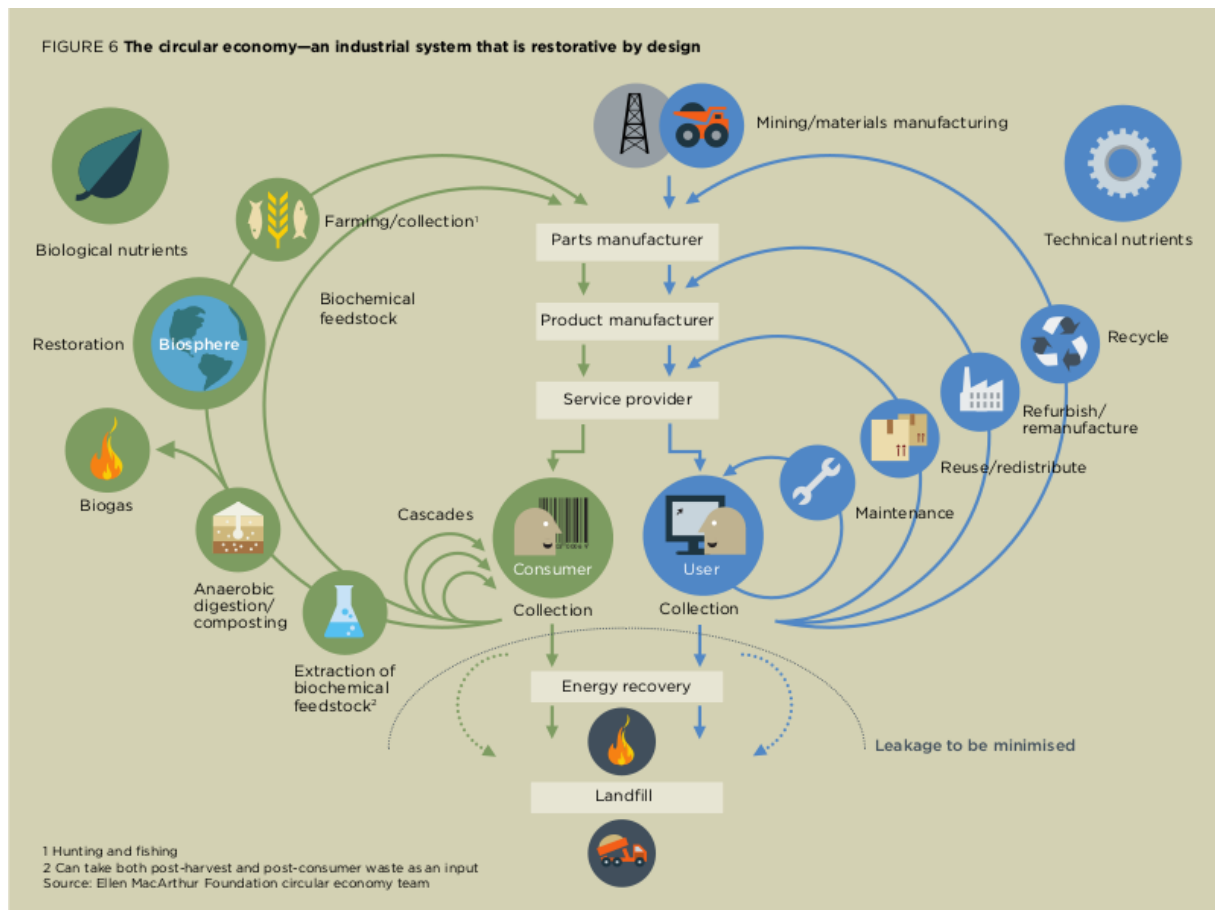 FIGURE 6 The circular economy—an industrial system that is restorative by design
Mining/materials manufacturing
Biological nutrients
Technical nutrients
Farming/collection¹
Parts manufacturer
Biochemical
feedstock
Product manufacturer
Restoration
Biosphere
Recycle
Service provider
Refurbish/
remanufacture
Reuse/redistribute
Biogas
Cascades
Maintenance
Consumer
User
Anaerobic
digestion/
composting
Collection
Collection
Extraction of
biochemical
feedstock²
Energy recovery
Leakage to be minimised
Landfill
1 Hunting and fishing
2 Can take both post-harvest and post-consumer waste as an input
Source: Ellen MacArthur Foundation circular economy team